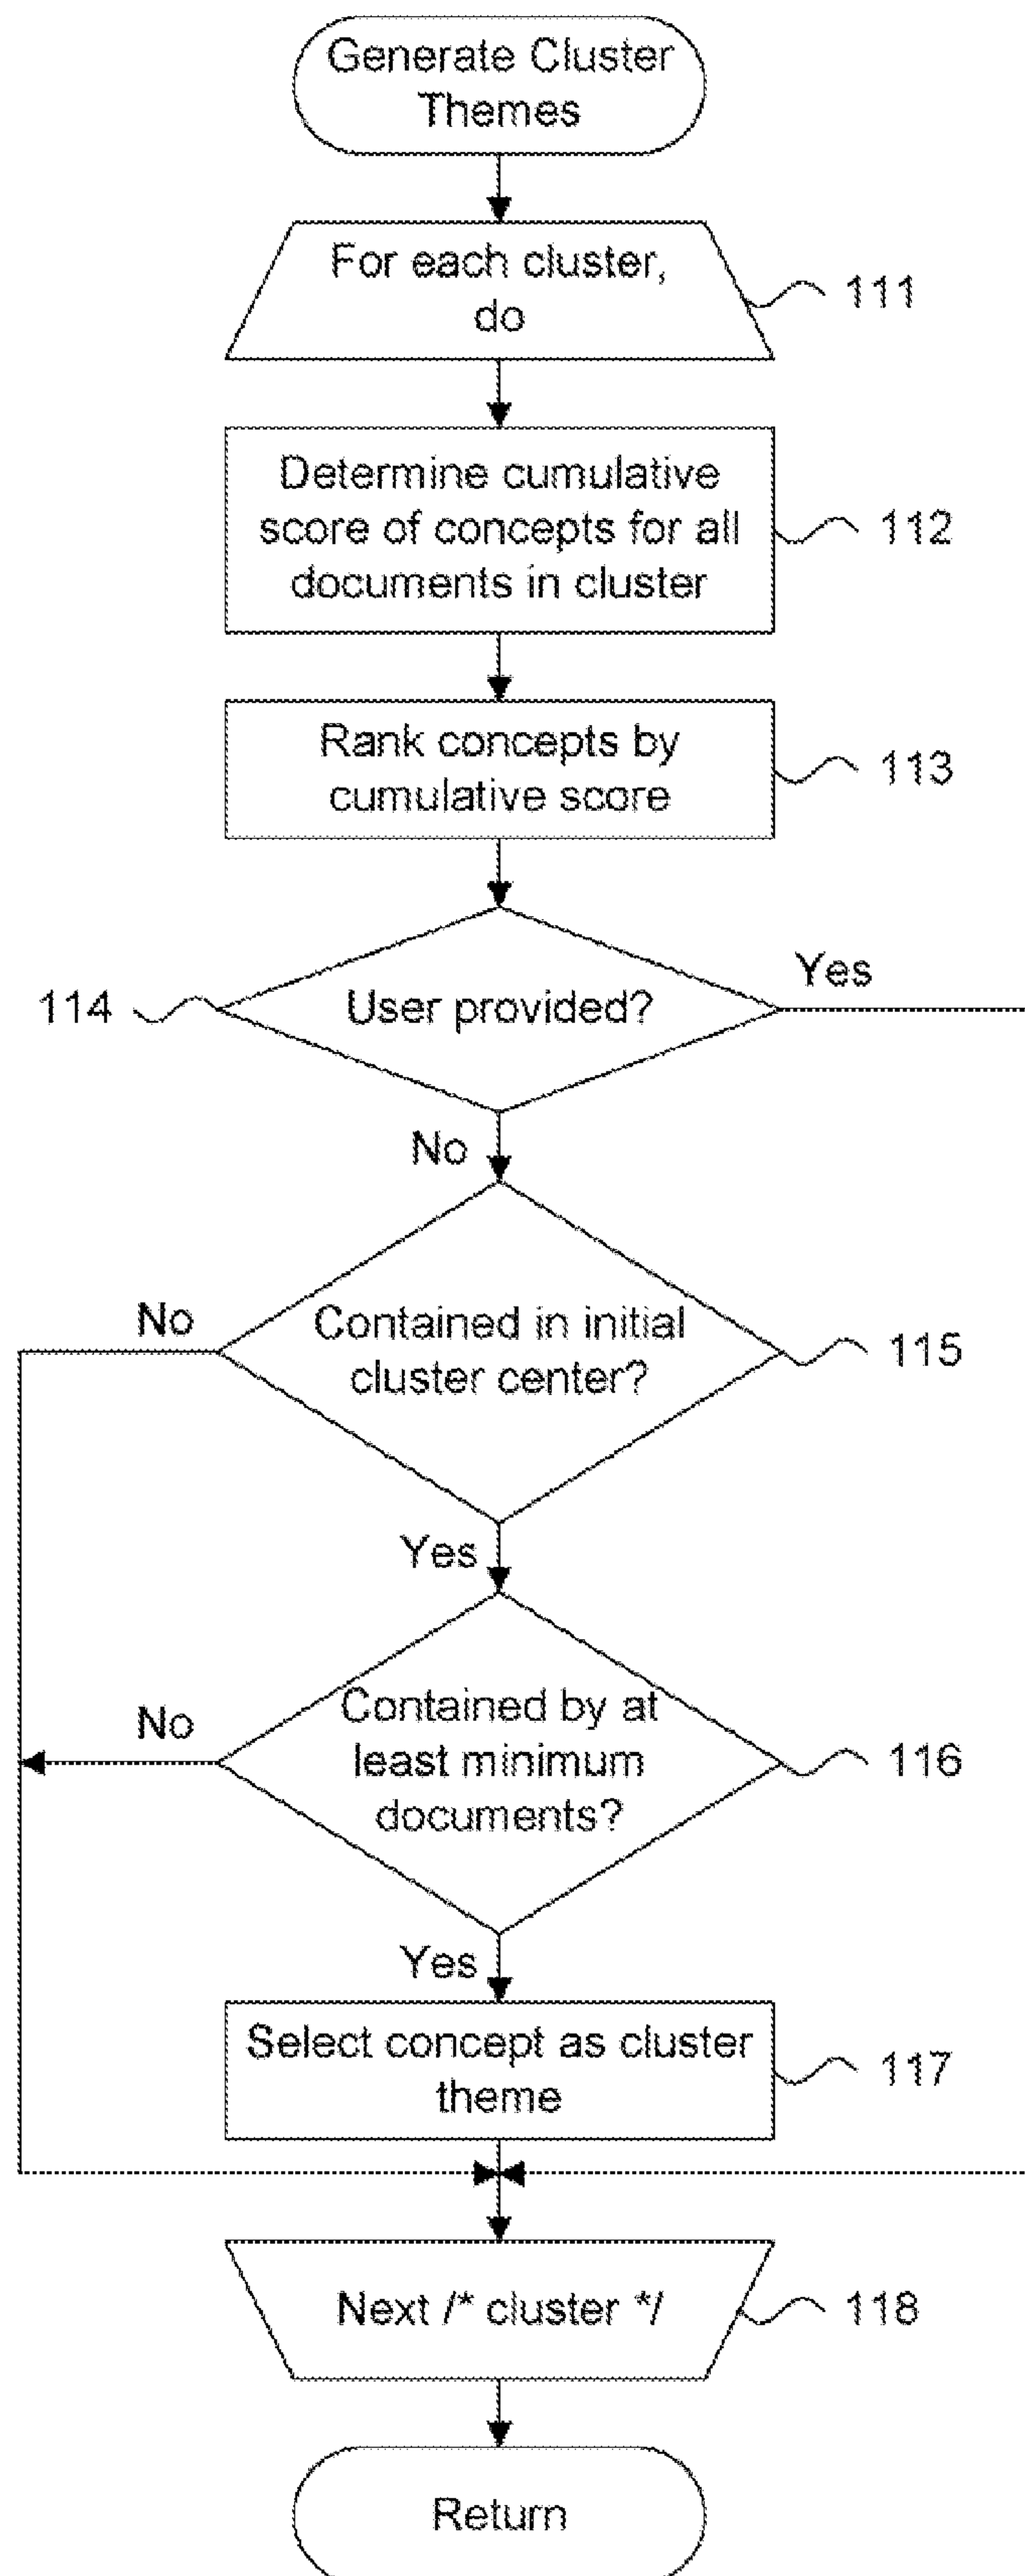 Generate Cluster
Themes
For each cluster,
do
111
Determine cumulative
score of concepts for all
documents in cluster
112
Rank concepts by
cumulative score
113
114
User provided?
Yes
No
Contained in initial
cluster center?
No
115
Yes
Contained by at
least minimum
documents?
No
116
Yes
Select concept as cluster
theme
117
Next /* cluster */
118
Return